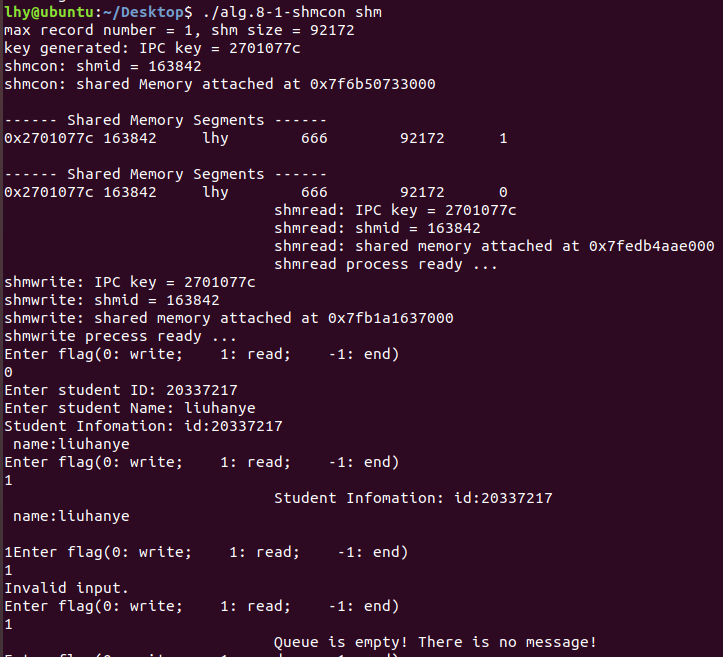 lhy@ubuntu:~/Desktop$ ./alg.8-1-shmcon shm
max record number = 1, shm size = 92172
key generated: IPC key = 2701077c
shmcon: shmid = 163842
shmcon: shared Memory attached at 0x7f6b50733000
------ Shared Memory Segments ------
0x2701077c 163842 lhy 666 92172 1
------ Shared Memory Segments ------
0x2701077c 163842 lhy 666 92172 0
shmread: IPC key = 2701077c
shmread: shmid = 163842
shmread: shared memory attached at 0x7fedb4aae000
shmread process ready ...
shmwrite: IPC key = 2701077c
shmwrite: shmid = 163842
shmwrite: shared memory attached at 0x7fb1a1637000
shmwrite precess ready ...
Enter flag(0: write; 1: read; -1: end)
0
Enter student ID: 20337217
Enter student Name: liuhanye
Student Infomation: id:20337217
name:liuhanye
Enter flag(0: write; 1: read; -1: end)
1
Student Infomation: id:20337217
name:liuhanye
1Enter flag(0: write; 1: read; -1: end)
1
Invalid input.
Enter flag(0: write; 1: read; -1: end)
1
Queue is empty! There is no message!